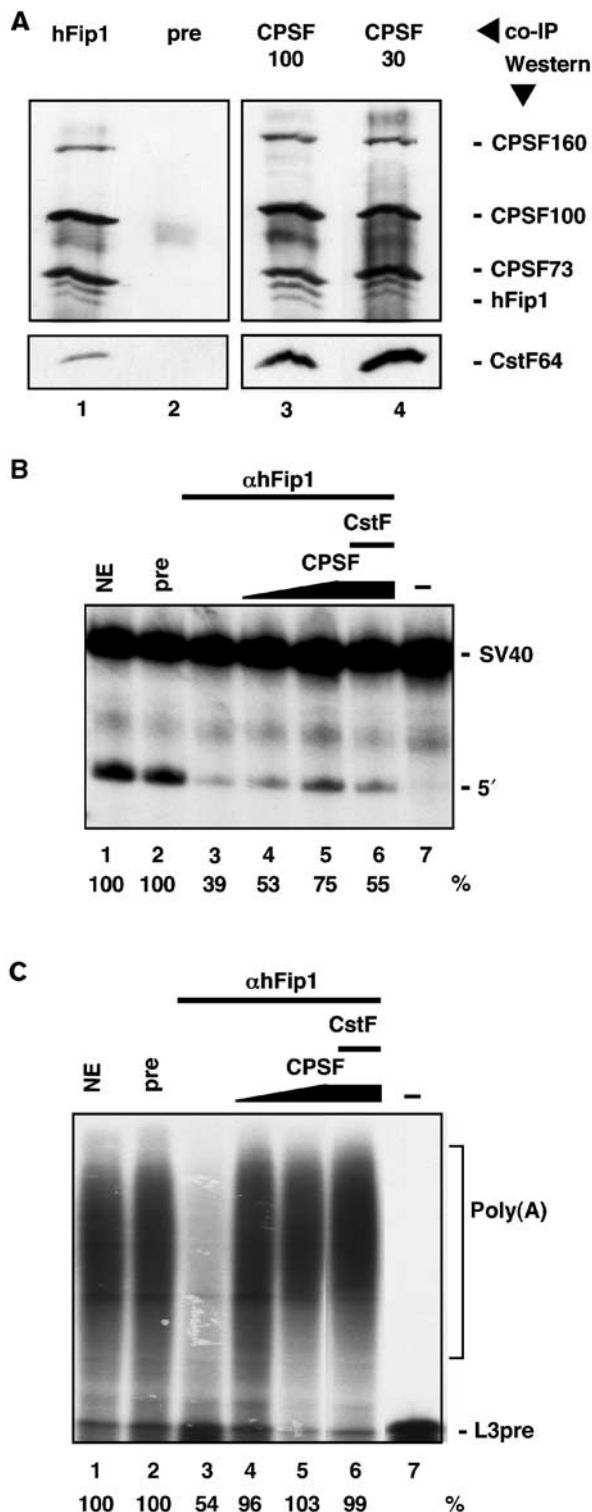 A
hFip1 pre CPSF 100 CPSF 30 co-IP
Western
- CPSF160
- CPSF100
- CPSF73
- hFip1
- CstF64
1 2 3 4
B
αhFip1
CstF
NE pre CPSF –
- SV40
- 5′
1 2 3 4 5 6 7
100 100 39 53 75 55 %
C
αhFip1
CstF
NE pre CPSF –
Poly(A)
- L3pre
1 2 3 4 5 6 7
100 100 54 96 103 99 %